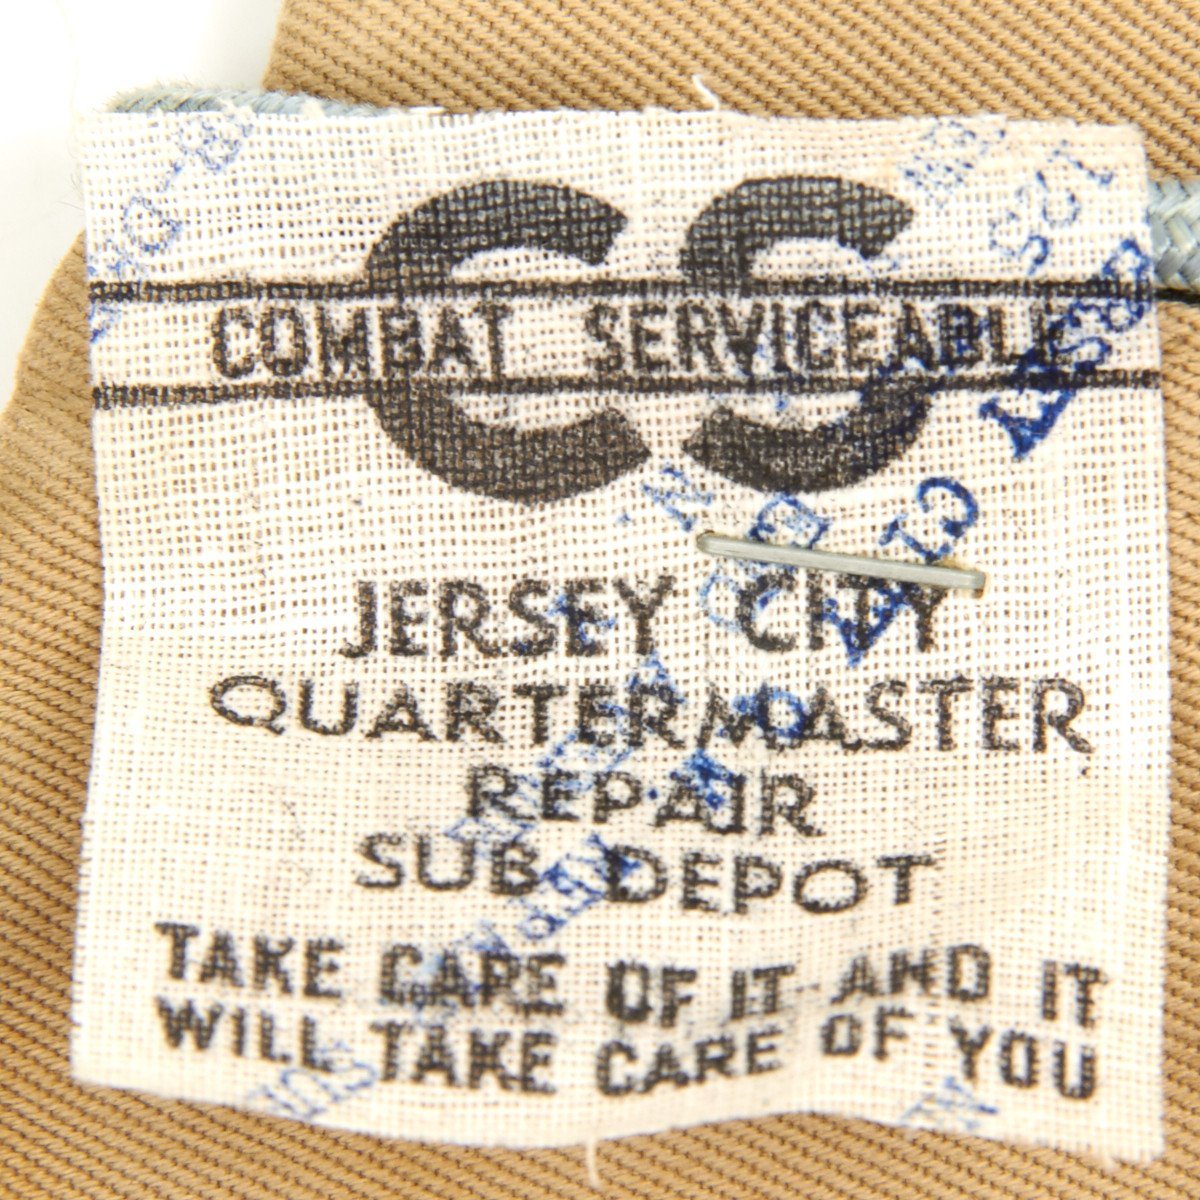 CS
COMBAT SERVICEABLE
JERSEY CITY
QUARTERMASTER
REPAIR
SUB DEPOT
TAKE CARE OF IT AND IT
WILL TAKE CARE OF YOU